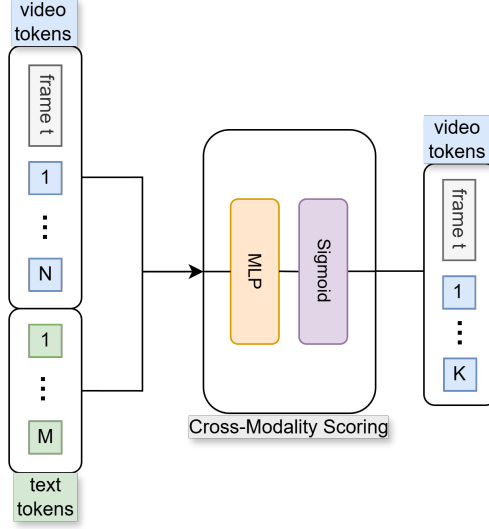 video
tokens
frame t
1
...
N
1
...
M
text
tokens
MLP
Sigmoid
Cross-Modality Scoring
video
tokens
frame t
1
...
K